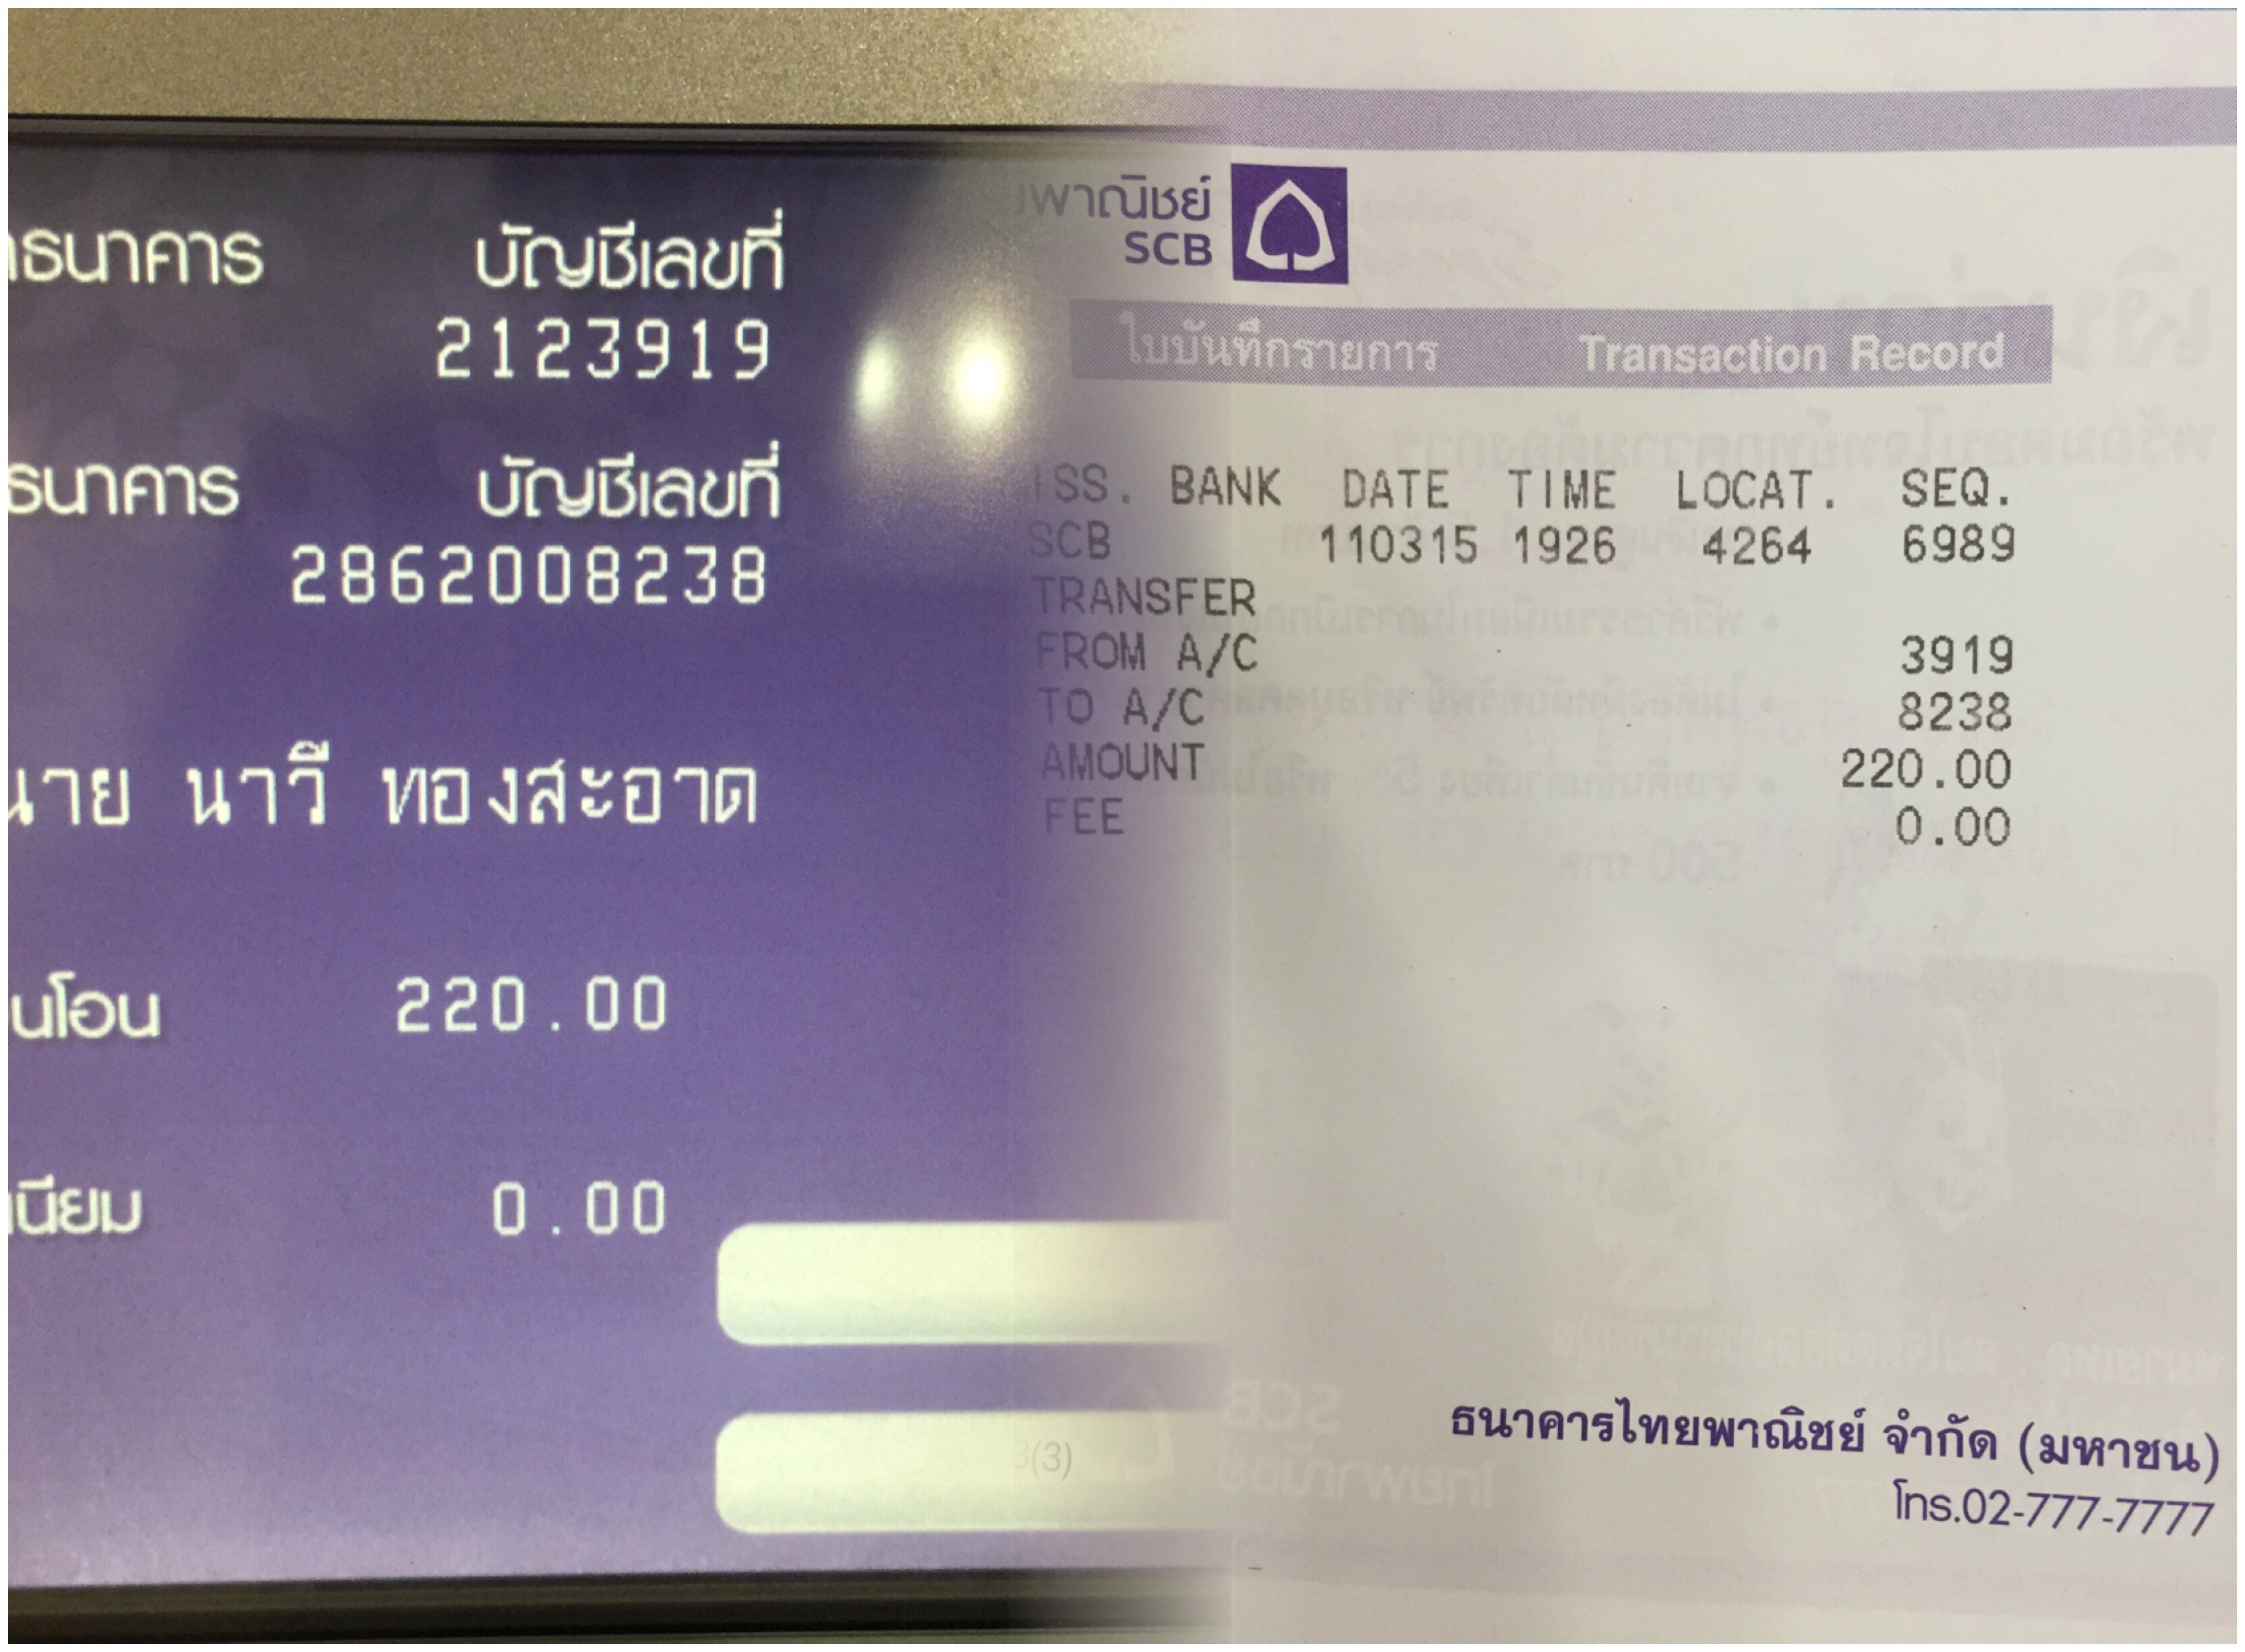 ธนาคาร บัญชีเลขที่
2123919
ธนาคาร บัญชีเลขที่
2862008238
นาย นาวี ทองสะอาด
นโอน 220.00
เนียม 0.00
พาณิชย์
SCB
ใบบันทึกรายการ Transaction Record
ISS. BANK DATE TIME LOCAT. SEQ.
SCB 110315 1926 4264 6989
TRANSFER
FROM A/C 3919
TO A/C 8238
AMOUNT 220.00
FEE 0.00
(3)
ธนาคารไทยพาณิชย์ จำกัด (มหาชน)
โทร.02-777-7777